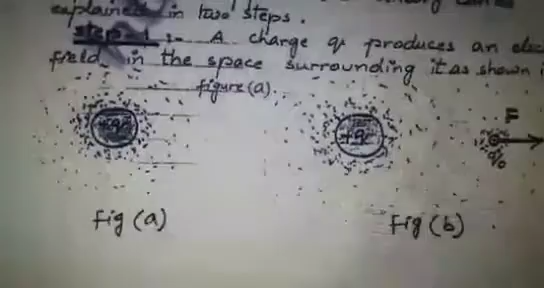 explained in two steps.
step-1 :- A charge q produces an elec
field in the space surrounding it as shown i
figure (a).
+q
+q
F
q₀
Fig (a)
Fig (b)